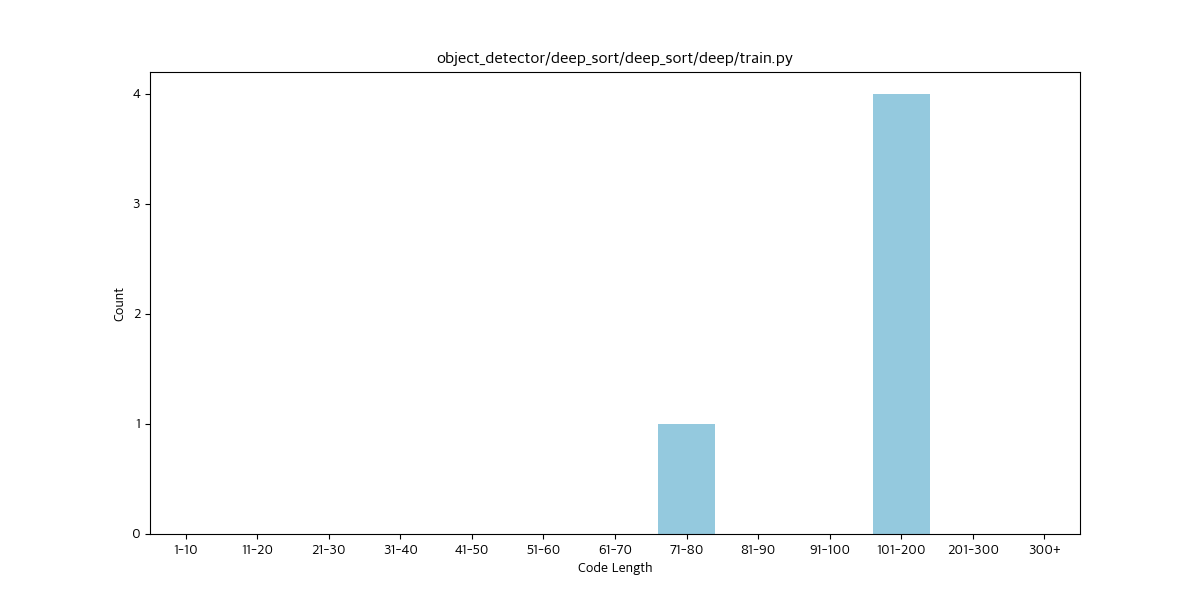 object_detector/deep_sort/deep_sort/deep/train.py
4
3
2
1
0
Count
1-10 11-20 21-30 31-40 41-50 51-60 61-70 71-80 81-90 91-100 101-200 201-300 300+
Code Length